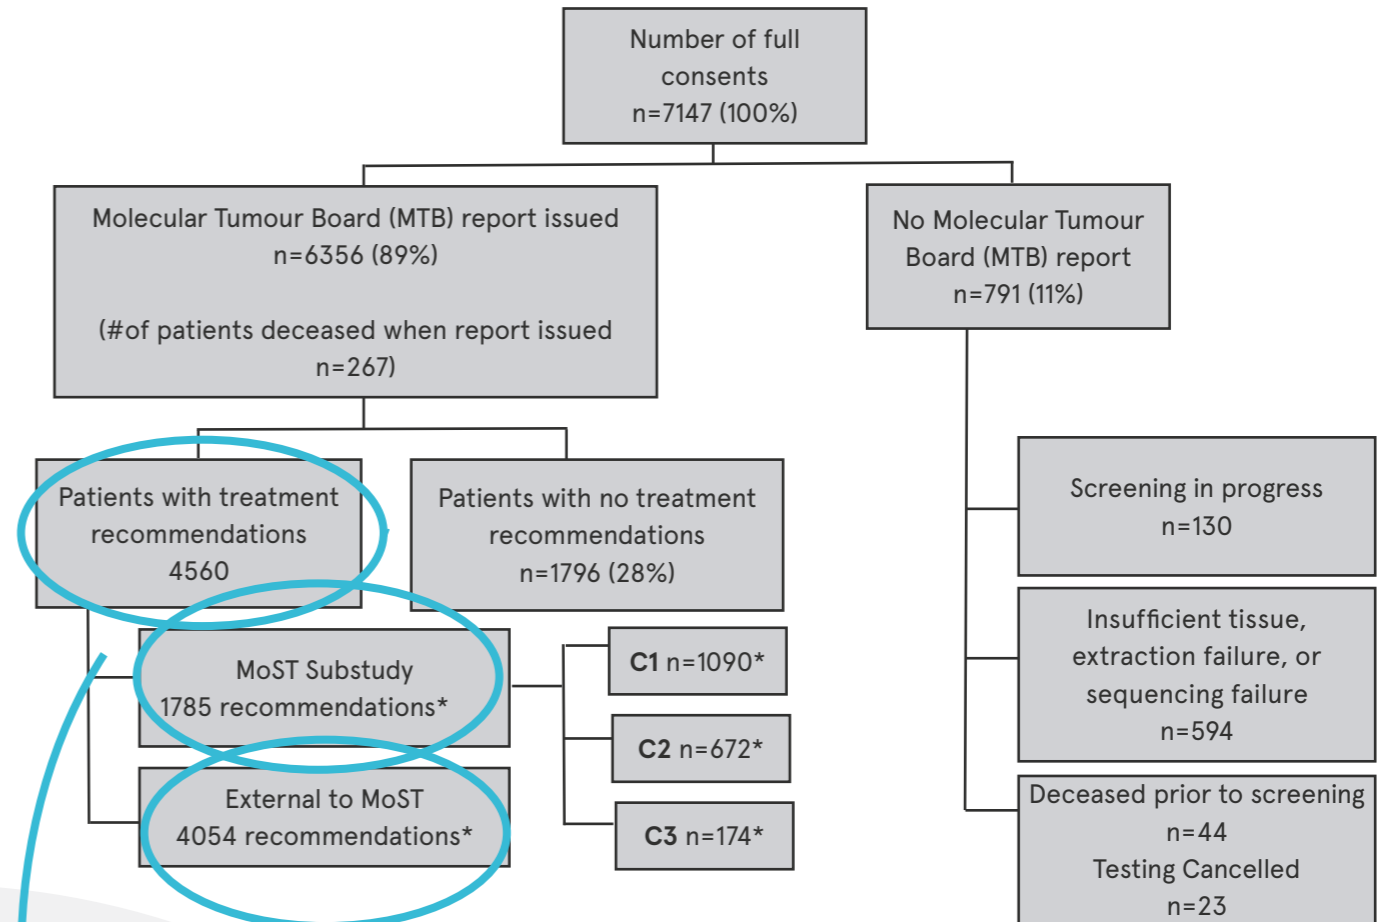 Number of full
consents
n=7147 (100%)
Molecular Tumour Board (MTB) report issued
n=6356 (89%)
(#of patients deceased when report issued
n=267)
No Molecular Tumour
Board (MTB) report
n=791 (11%)
Patients with treatment
recommendations
4560
Patients with no treatment
recommendations
n=1796 (28%)
MoST Substudy
1785 recommendations*
External to MoST
4054 recommendations*
C1 n=1090*
C2 n=672*
C3 n=174*
Screening in progress
n=130
Insufficient tissue,
extraction failure, or
sequencing failure
n=594
Deceased prior to screening
n=44
Testing Cancelled
n=23